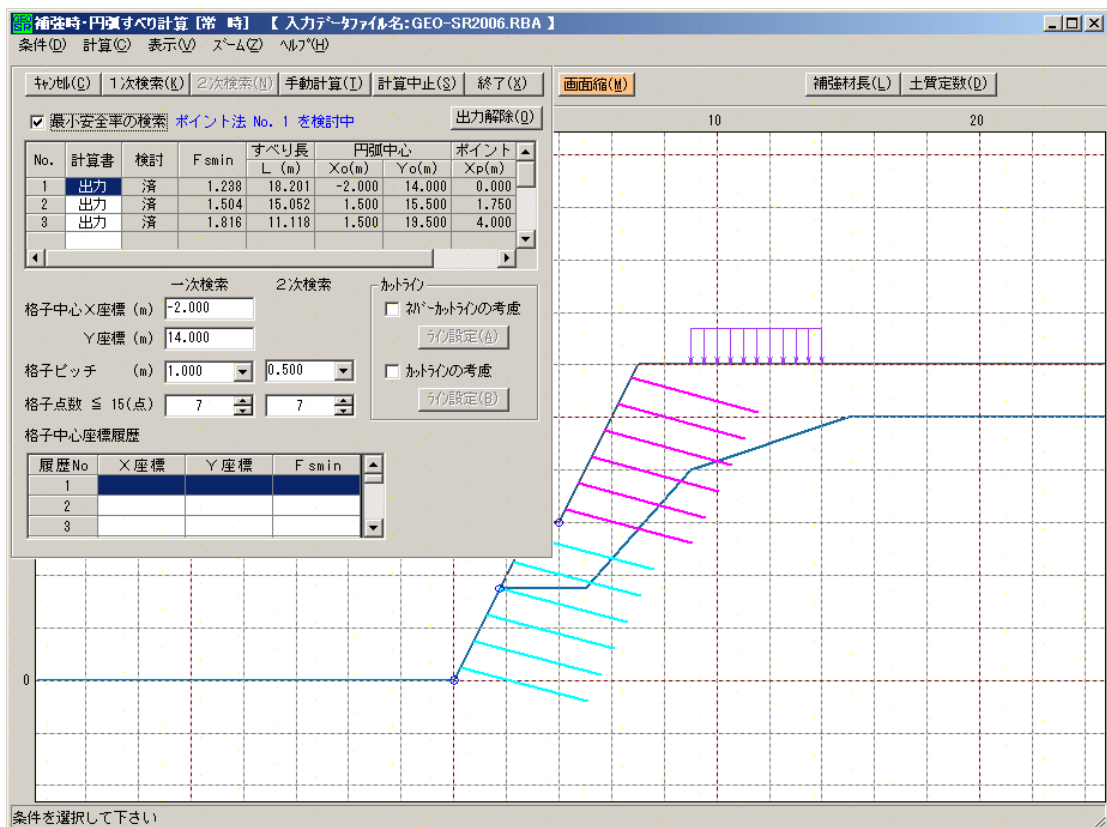 補強時・円弧すべり計算 [常　時] 【 入力ﾃﾞｰﾀﾌｧｲﾙ名:GEO-SR2006.RBA 】
条件(D) 計算(C) 表示(V) ｽﾞｰﾑ(Z) ﾍﾙﾌﾟ(H)
ｷｬﾝｾﾙ(C) 1次検索(K) 2次検索(N) 手動計算(T) 計算中止(S) 終了(X) 画面縮(M) 補強材長(L) 土質定数(D)
最小安全率の検索 ポイント法 No. 1 を検討中 出力解除(O)
10 20
No. 計算書 検討 Fsmin すべり長 L (m) 円弧中心 Xo(m) Yo(m) ポイント Xp(m)
1 出力 済 1.238 18.201 -2.000 14.000 0.000
2 出力 済 1.504 15.052 1.500 15.500 1.750
3 出力 済 1.816 11.118 1.500 19.500 4.000
一次検索 2次検索 ｶｯﾄﾗｲﾝ
格子中心X座標 (m) -2.000 ﾈﾊﾞｰｶｯﾄﾗｲﾝの考慮
Y座標 (m) 14.000 ﾗｲﾝ設定(A)
格子ピッチ (m) 1.000 0.500 ｶｯﾄﾗｲﾝの考慮
格子点数 ≦ 15(点) 7 7 ﾗｲﾝ設定(B)
格子中心座標履歴
履歴No X座標 Y座標 Fsmin
1
2
3
0
条件を選択して下さい